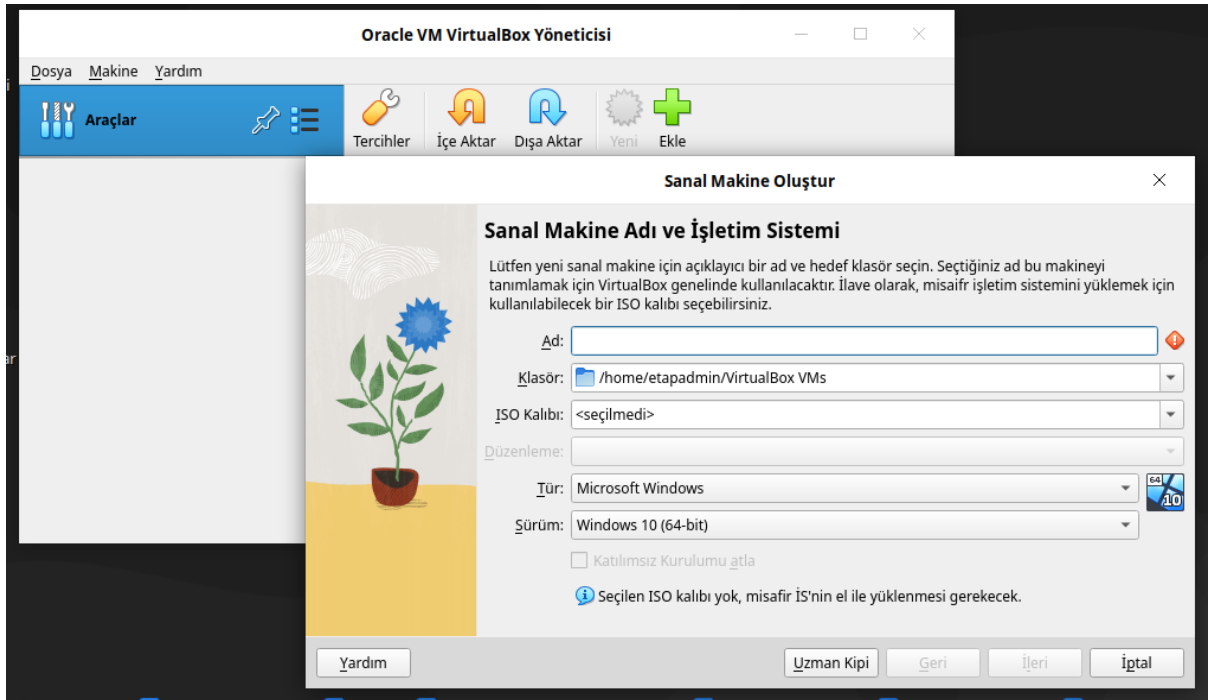 Oracle VM VirtualBox Yöneticisi
Dosya Makine Yardım
Araçlar
Tercihler İçe Aktar Dışa Aktar Yeni Ekle
Sanal Makine Oluştur
Sanal Makine Adı ve İşletim Sistemi
Lütfen yeni sanal makine için açıklayıcı bir ad ve hedef klasör seçin. Seçtiğiniz ad bu makineyi
tanımlamak için VirtualBox genelinde kullanılacaktır. İlave olarak, misaifr işletim sistemini yüklemek için
kullanılabilecek bir ISO kalıbı seçebilirsiniz.
Ad:
Klasör: /home/etapadmin/VirtualBox VMs
ISO Kalıbı: <seçilmedi>
Düzenleme:
Tür: Microsoft Windows
64
10
Sürüm: Windows 10 (64-bit)
Katılımsız Kurulumu atla
Seçilen ISO kalıbı yok, misafir İS'nin el ile yüklenmesi gerekecek.
Yardım Uzman Kipi Geri İleri İptal